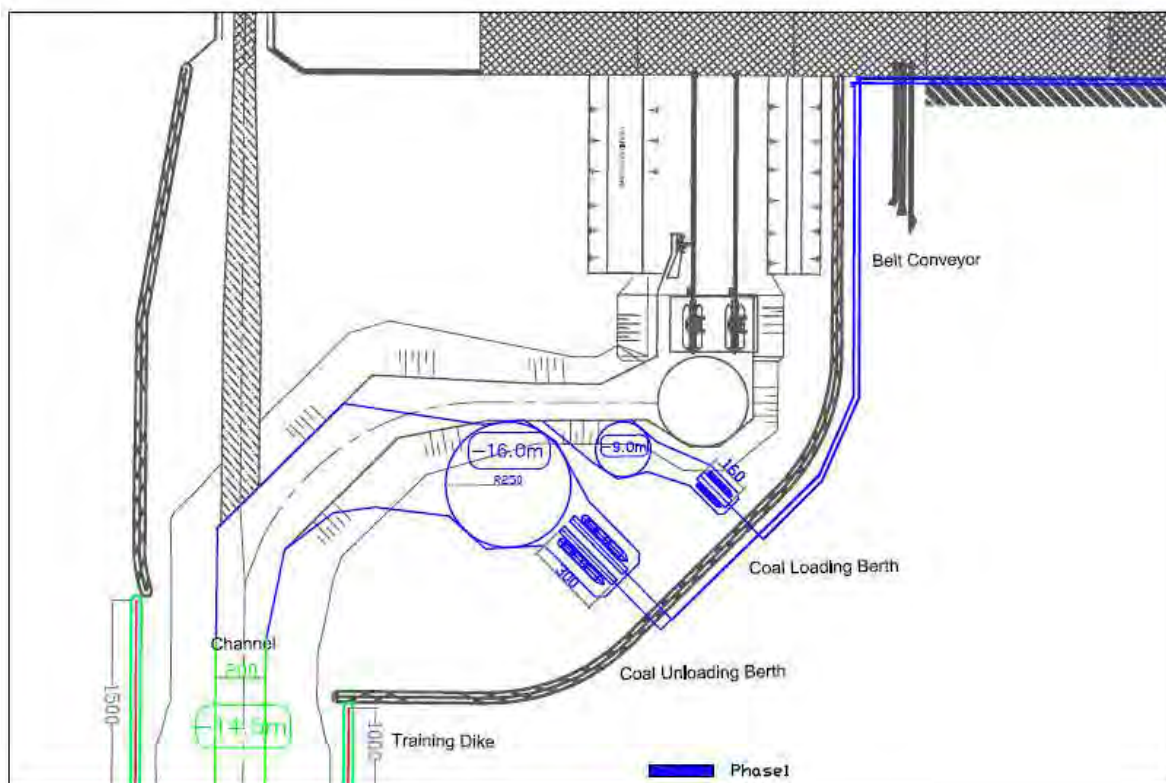 Belt Conveyor
-16.0m
R250
-9.0m
160
300
Coal Loading Berth
Channel
200
Coal Unloading Berth
1500
-14.5m
1000
Training Dike
Phase1